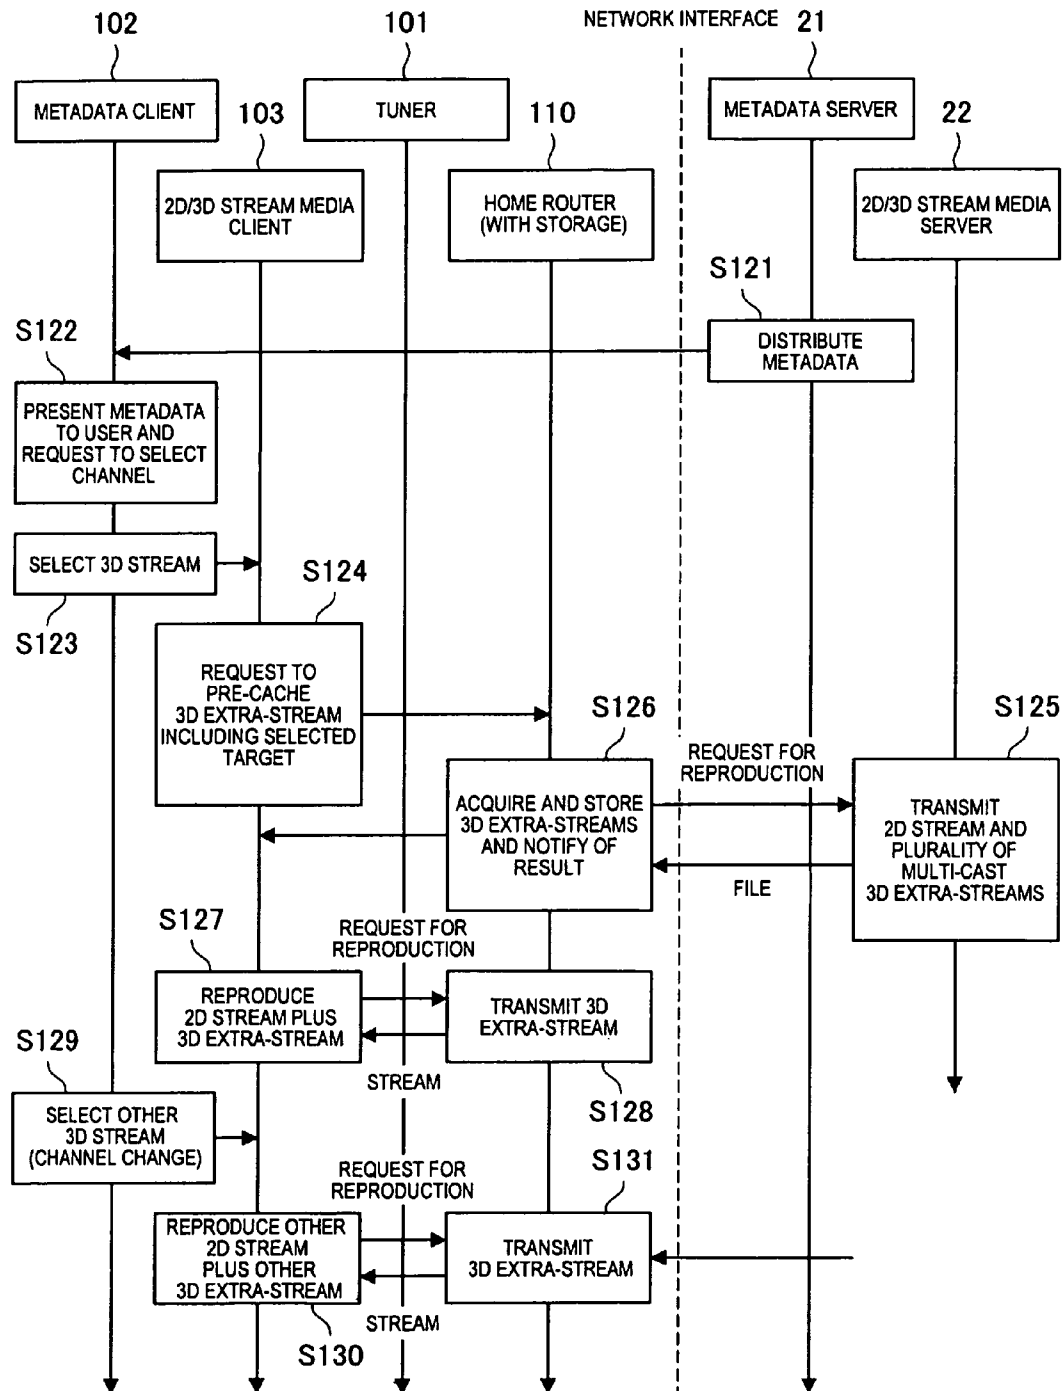 NETWORK INTERFACE
102
101
21
METADATA CLIENT
103
TUNER
110
METADATA SERVER
22
2D/3D STREAM MEDIA
CLIENT
HOME ROUTER
(WITH STORAGE)
2D/3D STREAM MEDIA
SERVER
S121
DISTRIBUTE
METADATA
S122
PRESENT METADATA
TO USER AND
REQUEST TO SELECT
CHANNEL
SELECT 3D STREAM
S123
S124
REQUEST TO
PRE-CACHE
3D EXTRA-STREAM
INCLUDING SELECTED
TARGET
S126
ACQUIRE AND STORE
3D EXTRA-STREAMS
AND NOTIFY OF
RESULT
REQUEST FOR
REPRODUCTION
FILE
S125
TRANSMIT
2D STREAM AND
PLURALITY OF
MULTI-CAST
3D EXTRA-STREAMS
S127
REQUEST FOR
REPRODUCTION
REPRODUCE
2D STREAM PLUS
3D EXTRA-STREAM
TRANSMIT 3D
EXTRA-STREAM
STREAM
S128
S129
SELECT OTHER
3D STREAM
(CHANNEL CHANGE)
REQUEST FOR
REPRODUCTION
S131
REPRODUCE OTHER
2D STREAM
PLUS OTHER
3D EXTRA-STREAM
TRANSMIT
3D EXTRA-STREAM
STREAM
S130